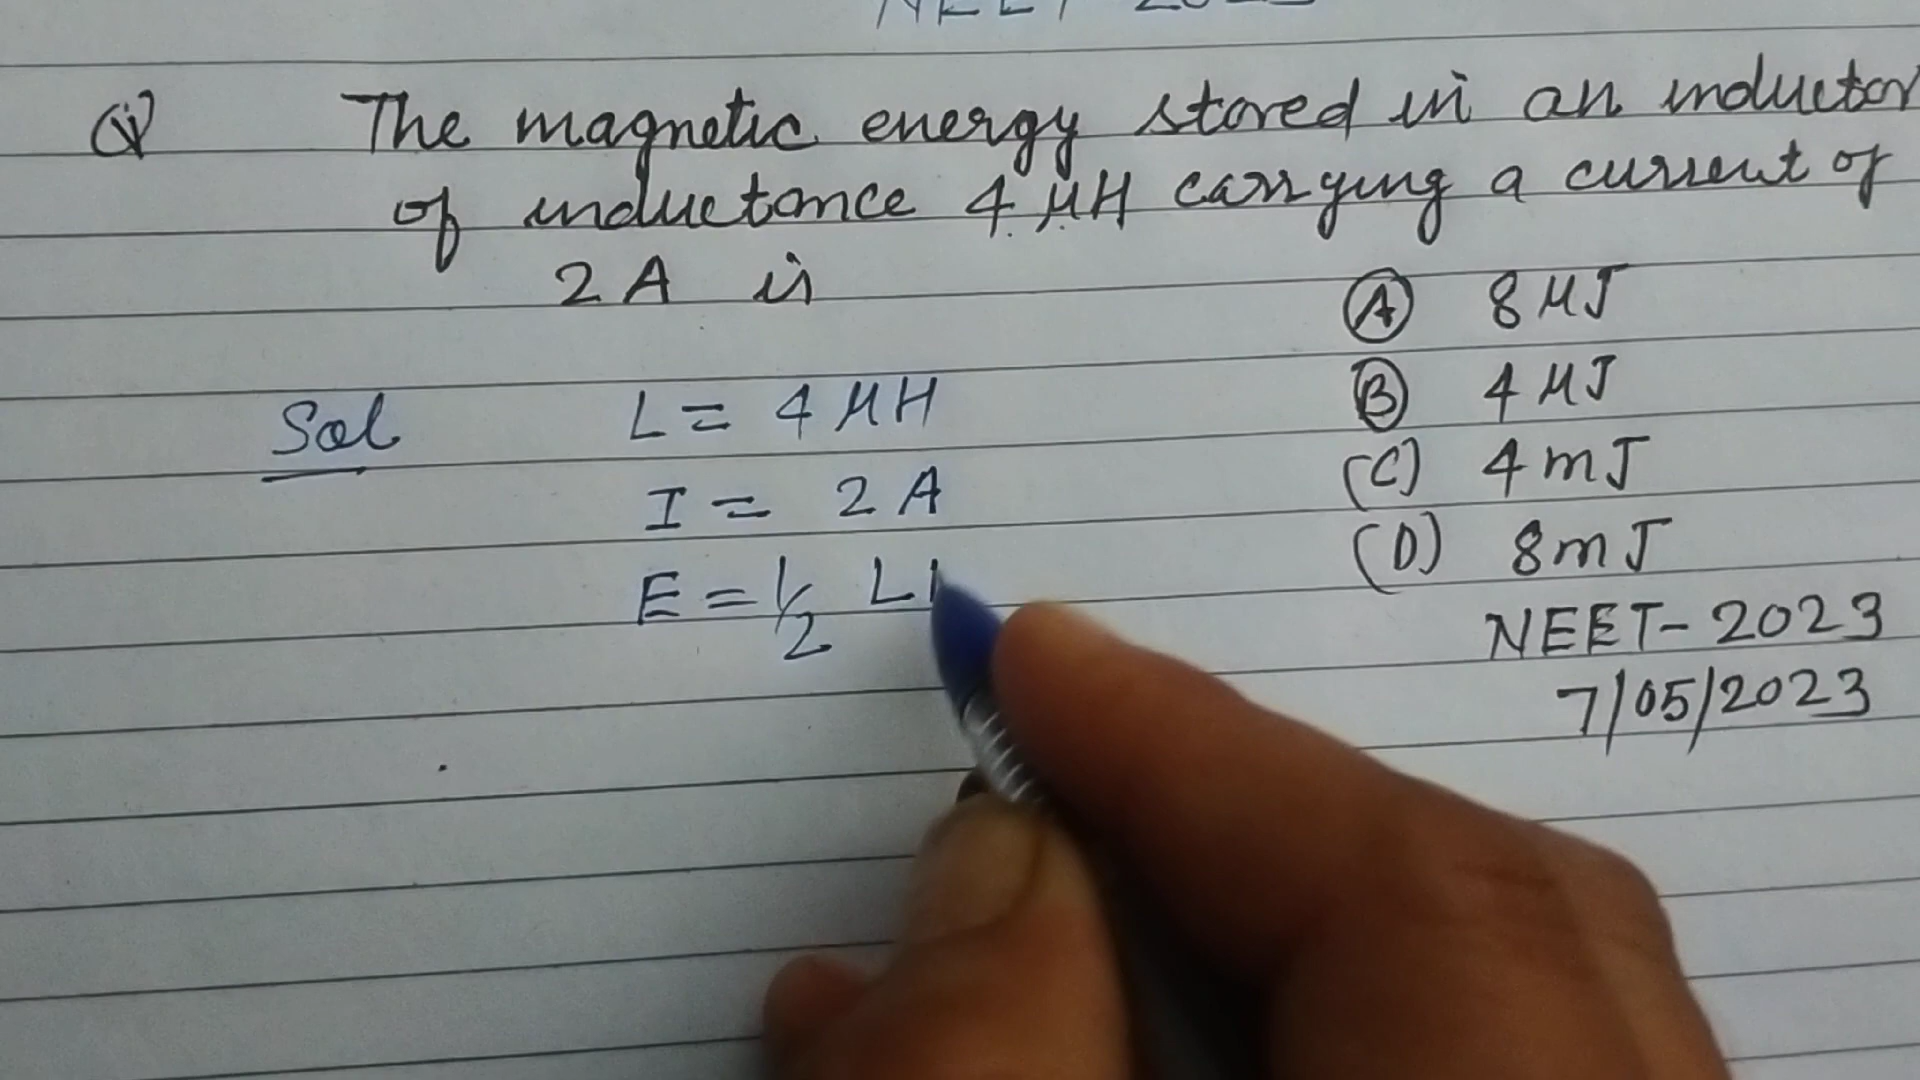 Q The magnetic energy stored in an inductor
of inductance 4 μH carrying a current of
2 A is
(A) 8 μJ
(B) 4 μJ
(C) 4 mJ
(D) 8 mJ
NEET-2023
7/05/2023
Sol L = 4 μH
I = 2 A
E = 1/2 LI